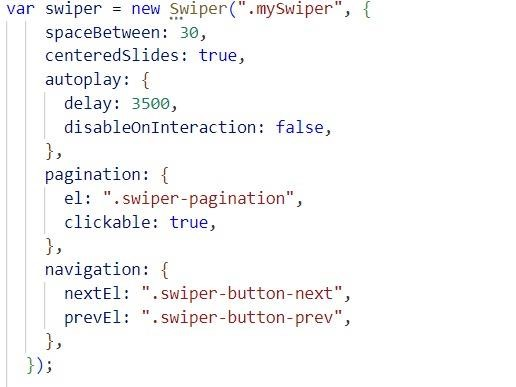 var swiper = new Swiper(".mySwiper", {
spaceBetween: 30,
centeredSlides: true,
autoplay: {
delay: 3500,
disableOnInteraction: false,
},
pagination: {
el: ".swiper-pagination",
clickable: true,
},
navigation: {
nextEl: ".swiper-button-next",
prevEl: ".swiper-button-prev",
},
});